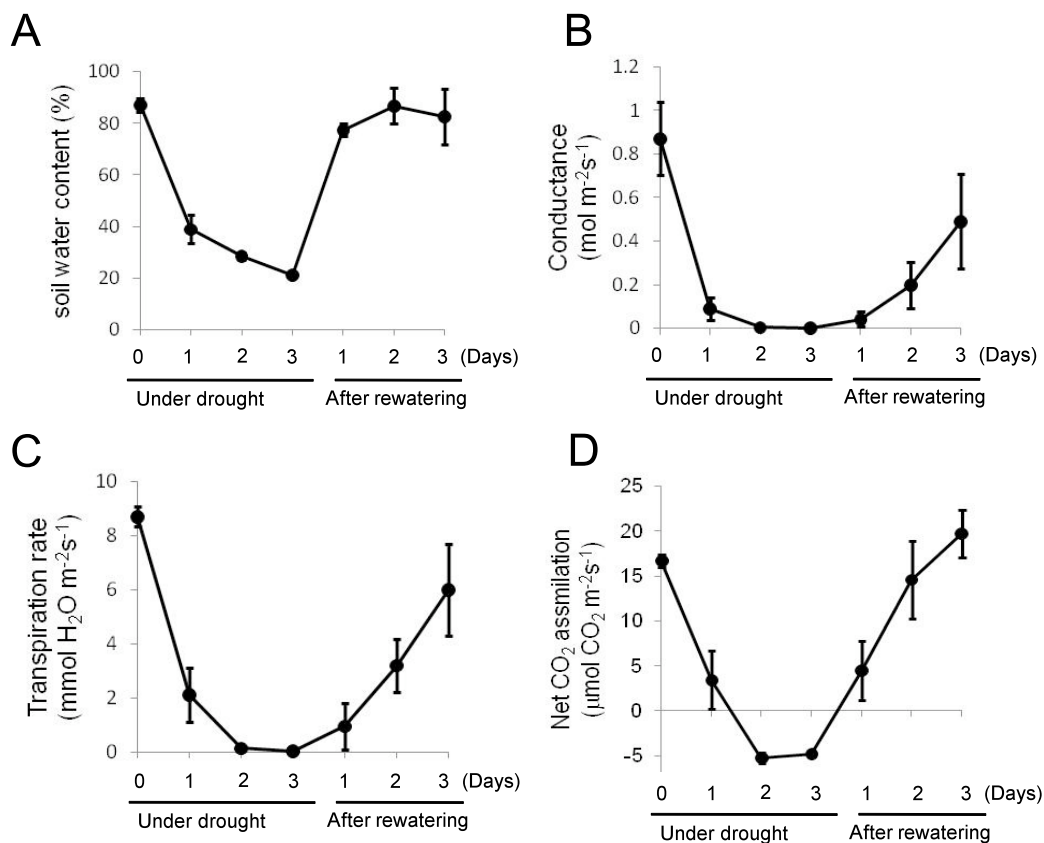 A
soil water content (%)
100
80
60
40
20
0
0 1 2 3 1 2 3 (Days)
Under drought After rewatering
B
Conductance
(mol m-2s-1)
1.2
1
0.8
0.6
0.4
0.2
0
0 1 2 3 1 2 3 (Days)
Under drought After rewatering
C
Transpiration rate
(mmol H2O m-2s-1)
10
8
6
4
2
0
0 1 2 3 1 2 3 (Days)
Under drought After rewatering
D
Net CO2 assmilation
(μmol CO2 m-2s-1)
25
20
15
10
5
0
-5
0 1 2 3 1 2 3 (Days)
Under drought After rewatering